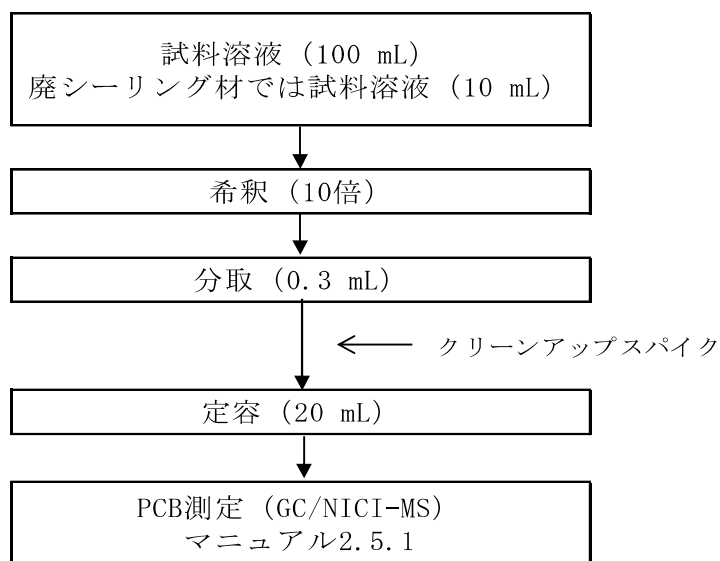 試料溶液 (100 mL)
廃シーリング材では試料溶液 (10 mL)
希釈 (10倍)
分取 (0.3 mL)
クリーンアップスパイク
定容 (20 mL)
PCB測定 (GC/NICI-MS)
マニュアル2.5.1